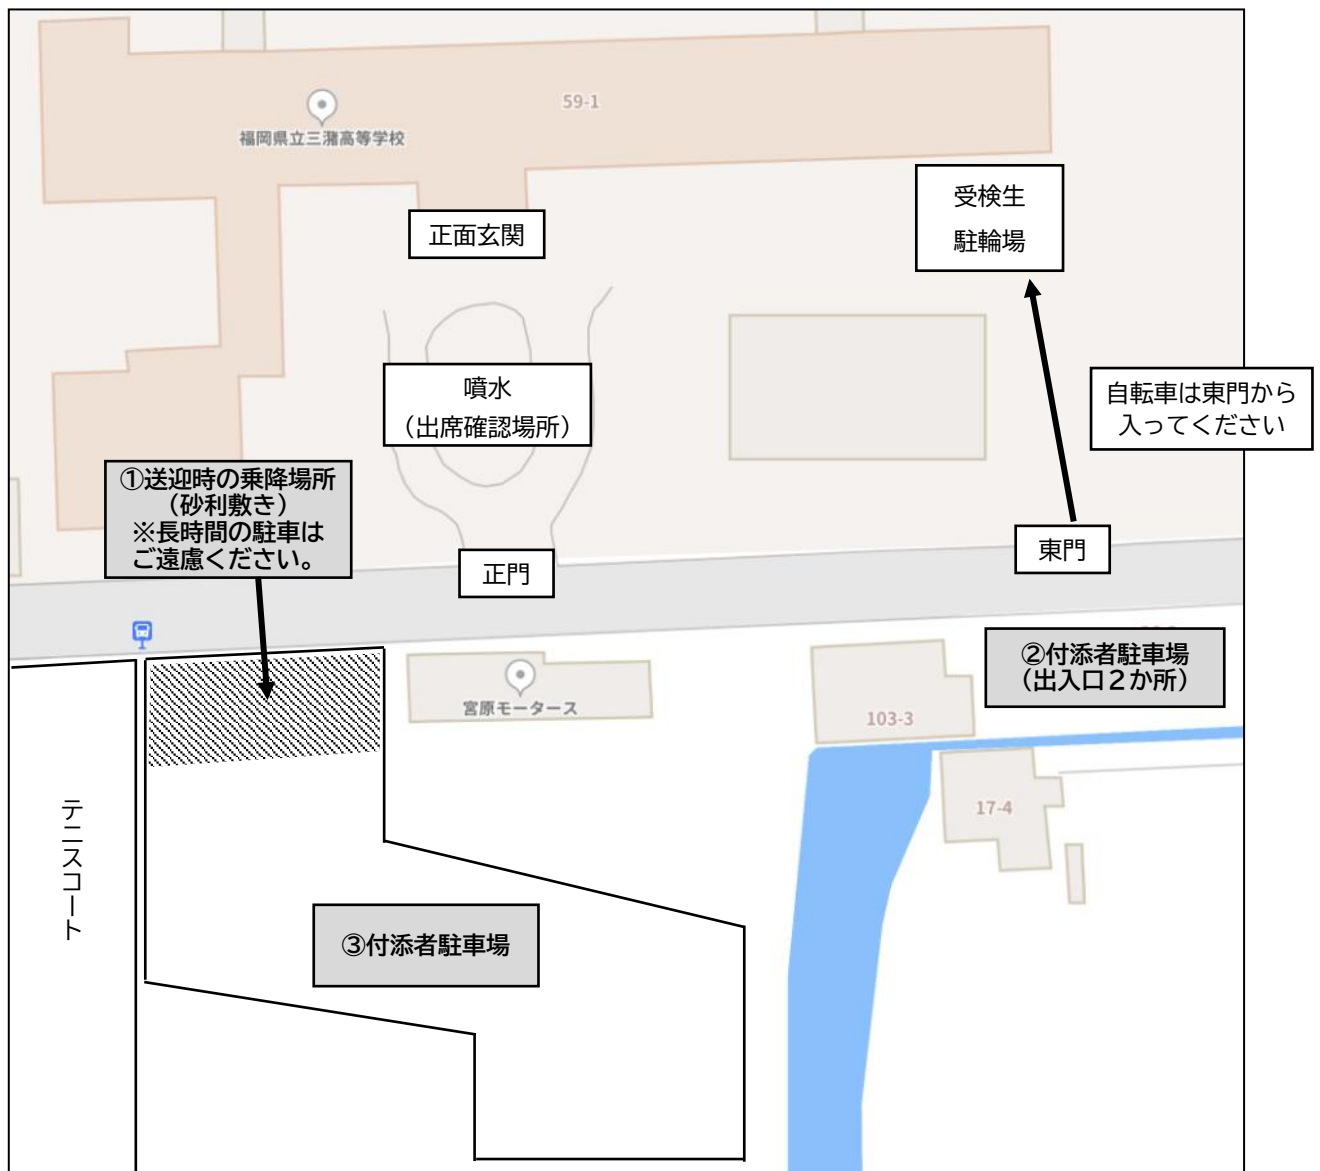 59-1
福岡県立三潴高等学校
受検生
駐輪場
正面玄関
噴水
（出席確認場所）
自転車は東門から
入ってください
①送迎時の乗降場所
（砂利敷き）
※長時間の駐車は
ご遠慮ください。
正門
東門
②付添者駐車場
（出入口２か所）
宮原モータース
103-3
17-4
テニスコート
③付添者駐車場